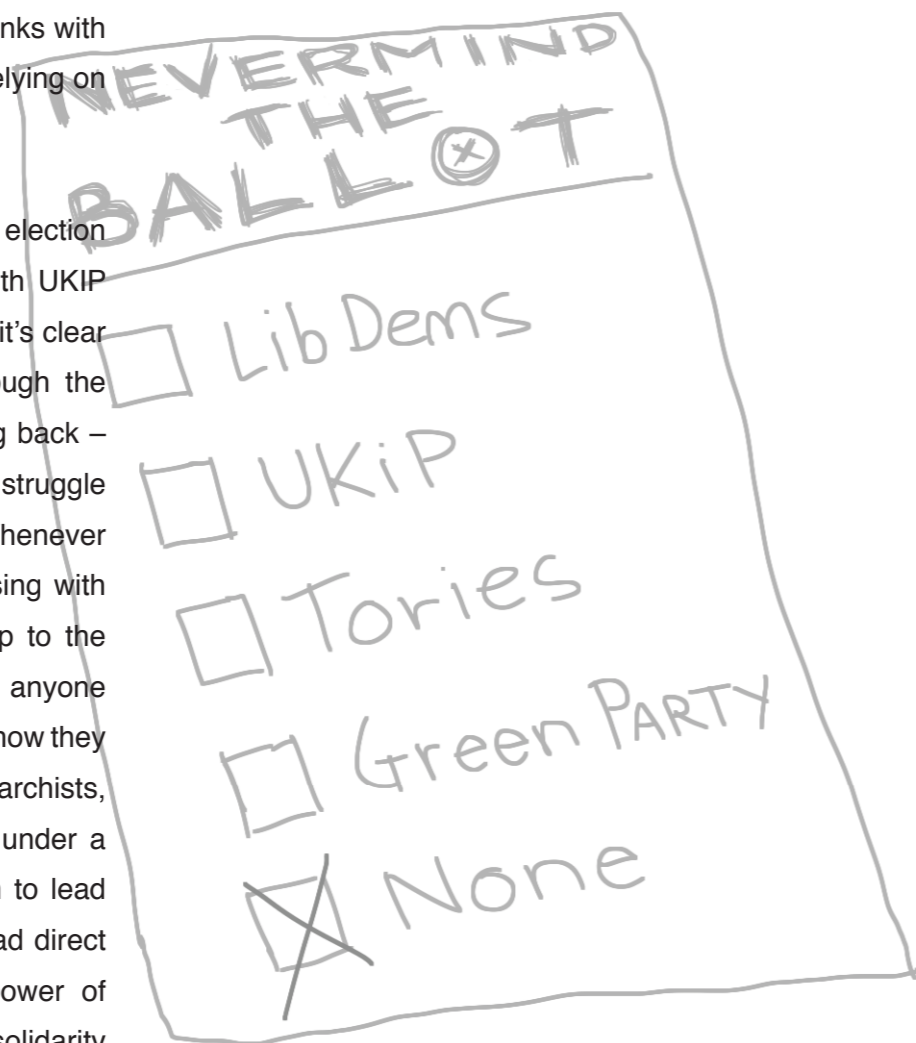 nks with
elying on
election
th UKIP
it’s clear
ugh the
g back –
struggle
henever
sing with
p to the
anyone
now they
archists,
under a
to lead
ad direct
ower of
solidarity
NEVERMIND
THE
BALLOT
Lib Dems
UKiP
Tories
Green PARTY
None